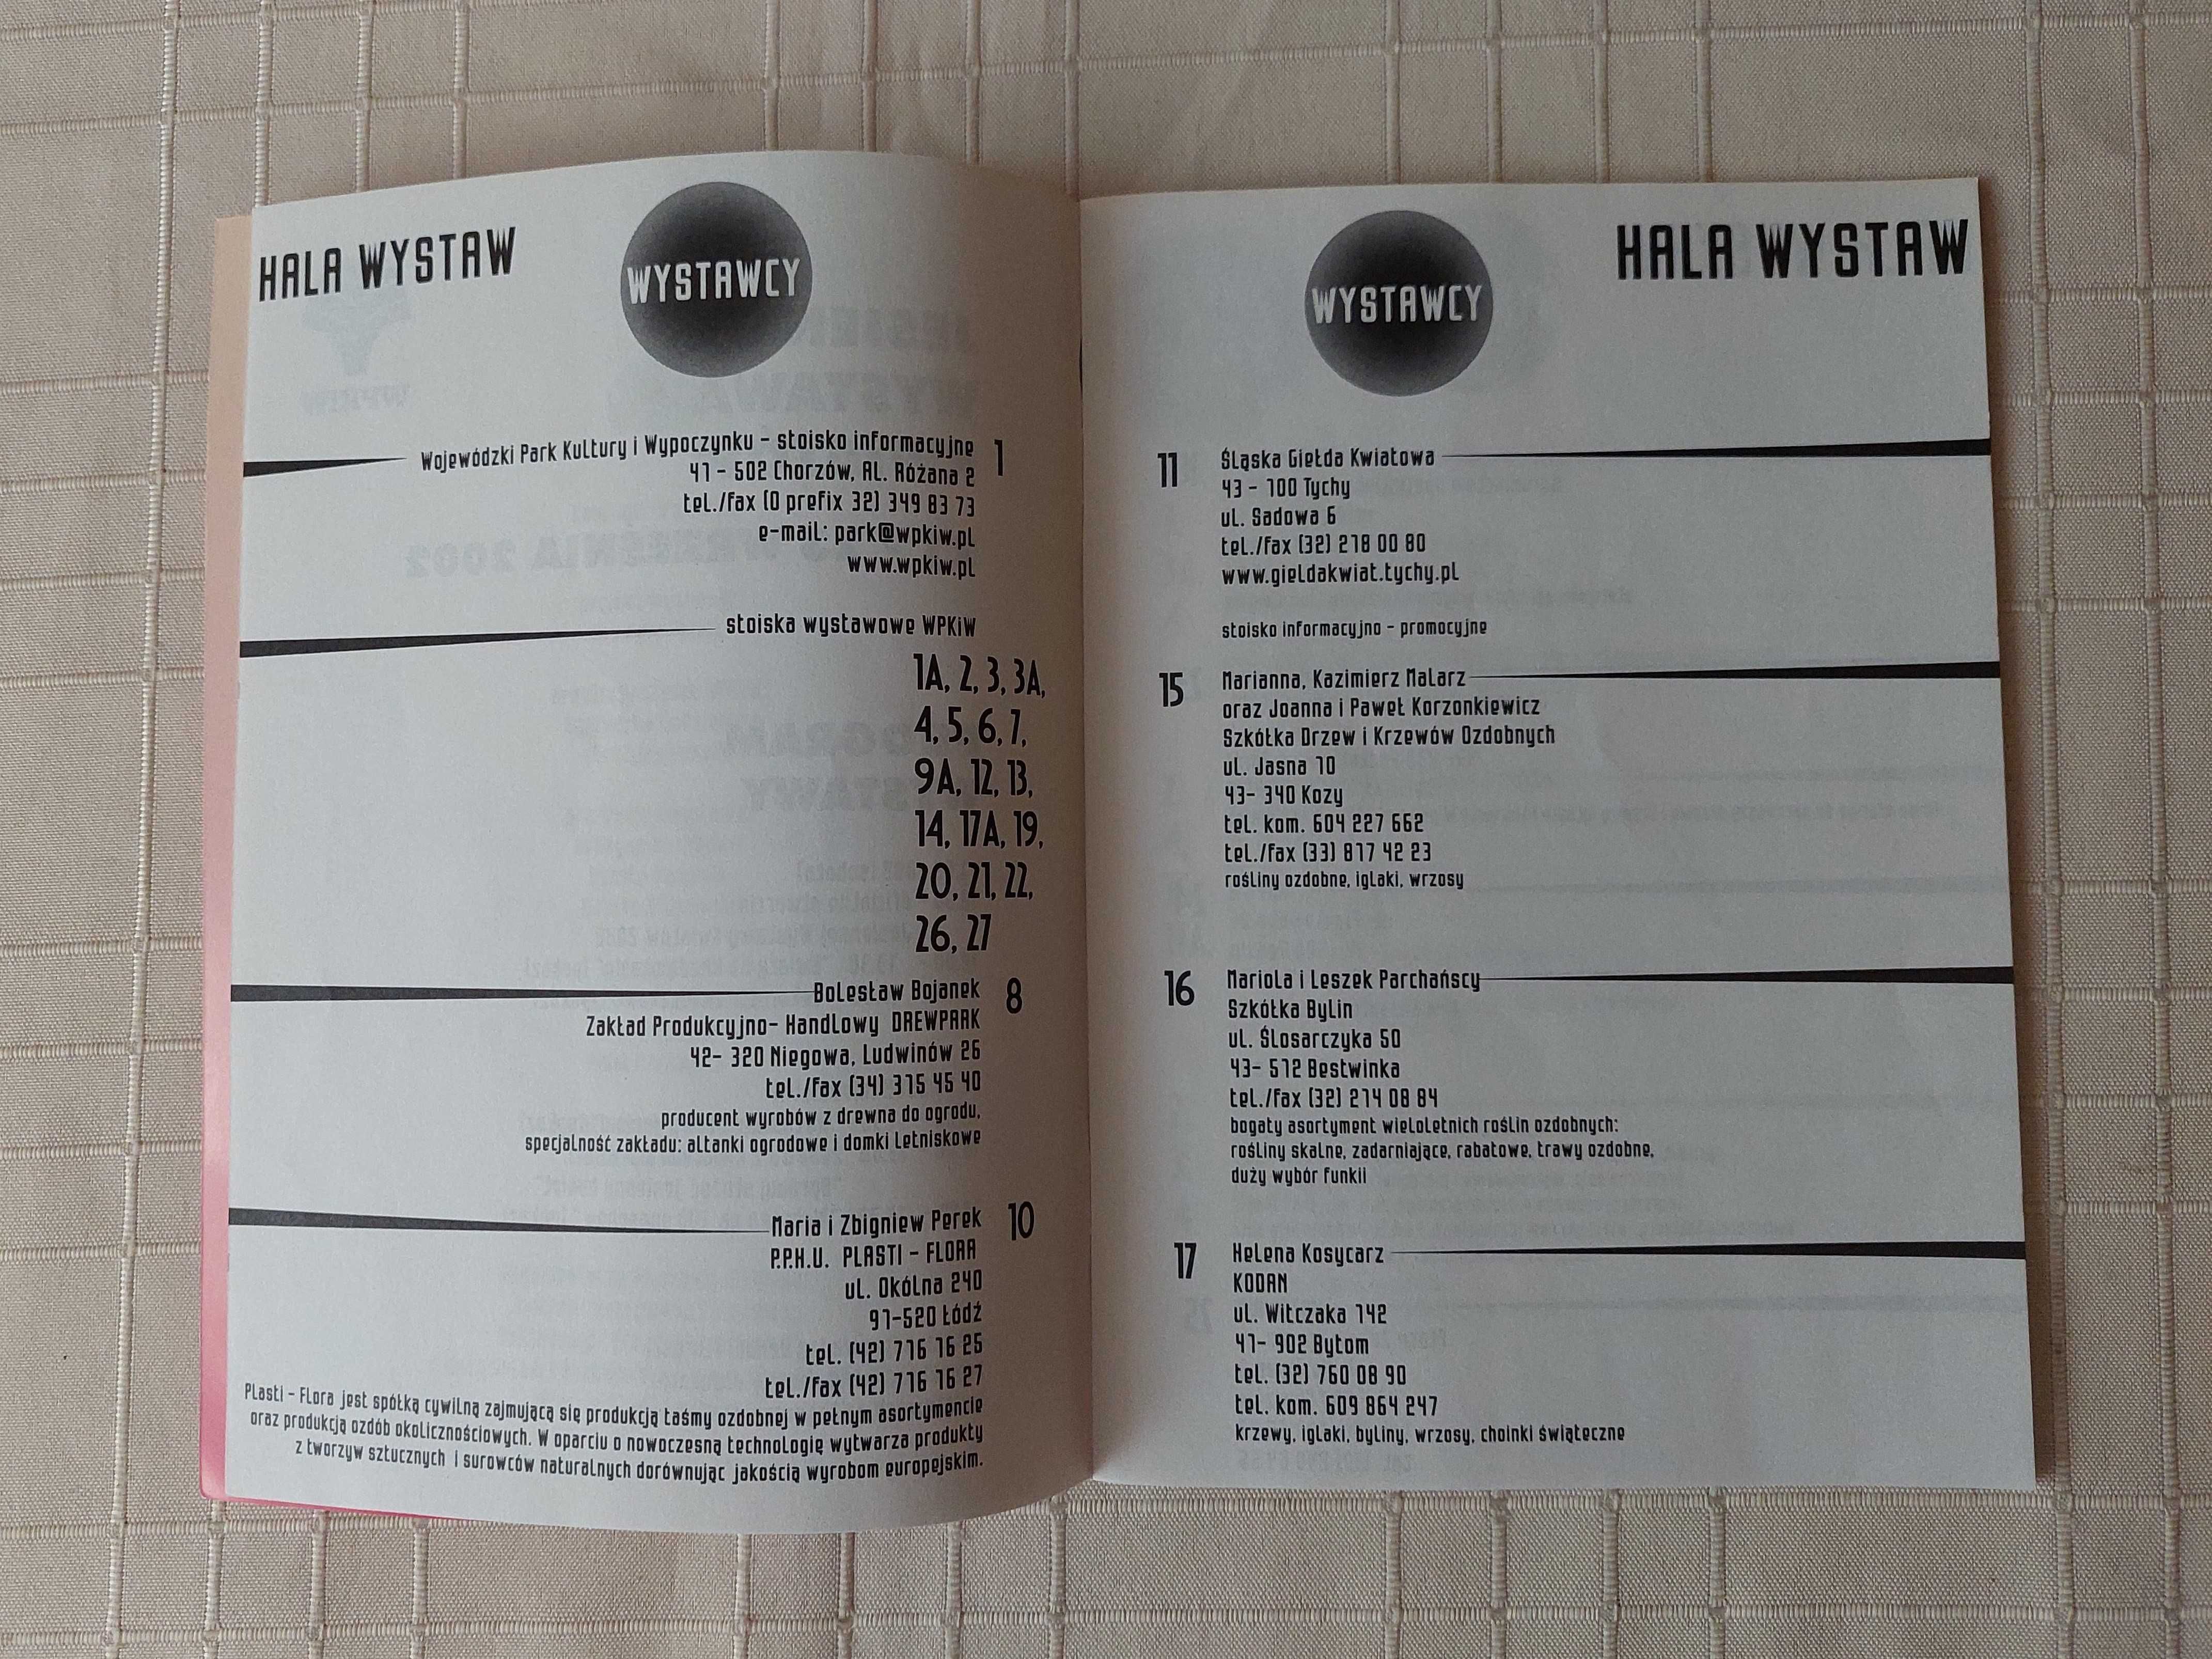 HALA WYSTAW
WYSTAWCY
Wojewódzki Park Kultury i Wypoczynku - stoisko informacyjne 1
41 - 502 Chorzów, AL. Różana 2
tel./fax (0 prefix 32) 349 83 73
e-mail: park@wpkiw.pl
www.wpkiw.pl
stoiska wystawowe WPKiW
1A, 2, 3, 3A,
4, 5, 6, 7,
9A, 12, 13,
14, 17A, 19,
20, 21, 22,
26, 27
Bolesław Bojanek 8
Zakład Produkcyjno- Handlowy DREWPARK
42- 320 Niegowa, Ludwinów 26
tel./fax (34) 315 45 40
producent wyrobów z drewna do ogrodu,
specjalność zakładu: altanki ogrodowe i domki letniskowe
Maria i Zbigniew Perek 10
P.P.H.U. PLASTI - FLORA
ul. Okólna 240
91-520 Łódź
tel. (42) 716 16 25
tel./fax (42) 716 16 27
Plasti - Flora jest spółką cywilną zajmującą się produkcją taśmy ozdobnej w pełnym asortymencie
oraz produkcją ozdób okolicznościowych. W oparciu o nowoczesną technologię wytwarza produkty
z tworzyw sztucznych i surowców naturalnych dorównując jakością wyrobom europejskim.
WYSTAWCY
HALA WYSTAW
11 Śląska Giełda Kwiatowa
43 - 100 Tychy
ul. Sadowa 6
tel./fax (32) 218 00 80
www.gieldakwiat.tychy.pl
stoisko informacyjno - promocyjne
15 Marianna, Kazimierz Malarz
oraz Joanna i Paweł Korzonkiewicz
Szkółka Drzew i Krzewów Ozdobnych
ul. Jasna 10
43- 340 Kozy
tel. kom. 604 227 662
tel./fax (33) 817 42 23
rośliny ozdobne, iglaki, wrzosy
16 Mariola i Leszek Parchańscy
Szkółka Bylin
ul. Ślosarczyka 50
43- 512 Bestwinka
tel./fax (32) 214 08 84
bogaty asortyment wieloletnich roślin ozdobnych:
rośliny skalne, zadarniające, rabatowe, trawy ozdobne,
duży wybór funkii
17 Helena Kosycarz
KODAN
ul. Witczaka 142
41- 902 Bytom
tel. (32) 760 08 90
tel. kom. 609 864 247
krzewy, iglaki, byliny, wrzosy, choinki świąteczne